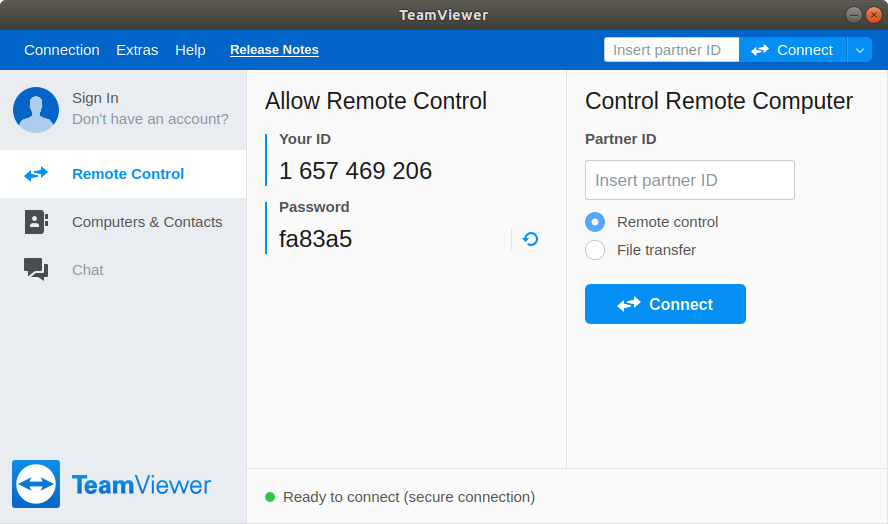 TeamViewer
Connection Extras Help Release Notes Insert partner ID Connect
Sign In
Don't have an account?
Remote Control
Computers & Contacts
Chat
TeamViewer
Allow Remote Control
Your ID
1 657 469 206
Password
fa83a5
Control Remote Computer
Partner ID
Insert partner ID
Remote control
File transfer
Connect
Ready to connect (secure connection)